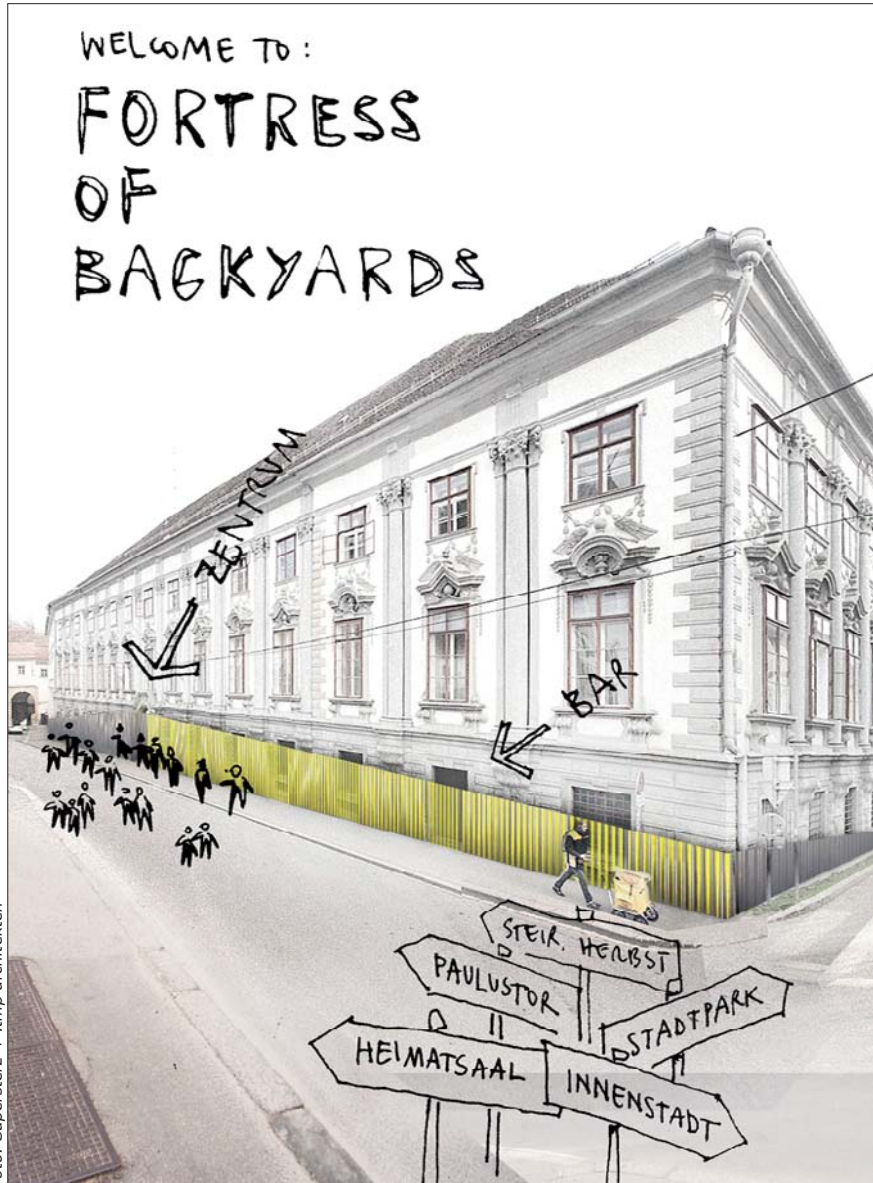 WELCOME TO:
FORTRESS
OF
BACKYARDS
ZENTRUM
BAR
STEIR. HERBST
PAULUSTOR
STADTPARK
HEIMATSAAL
INNENSTADT